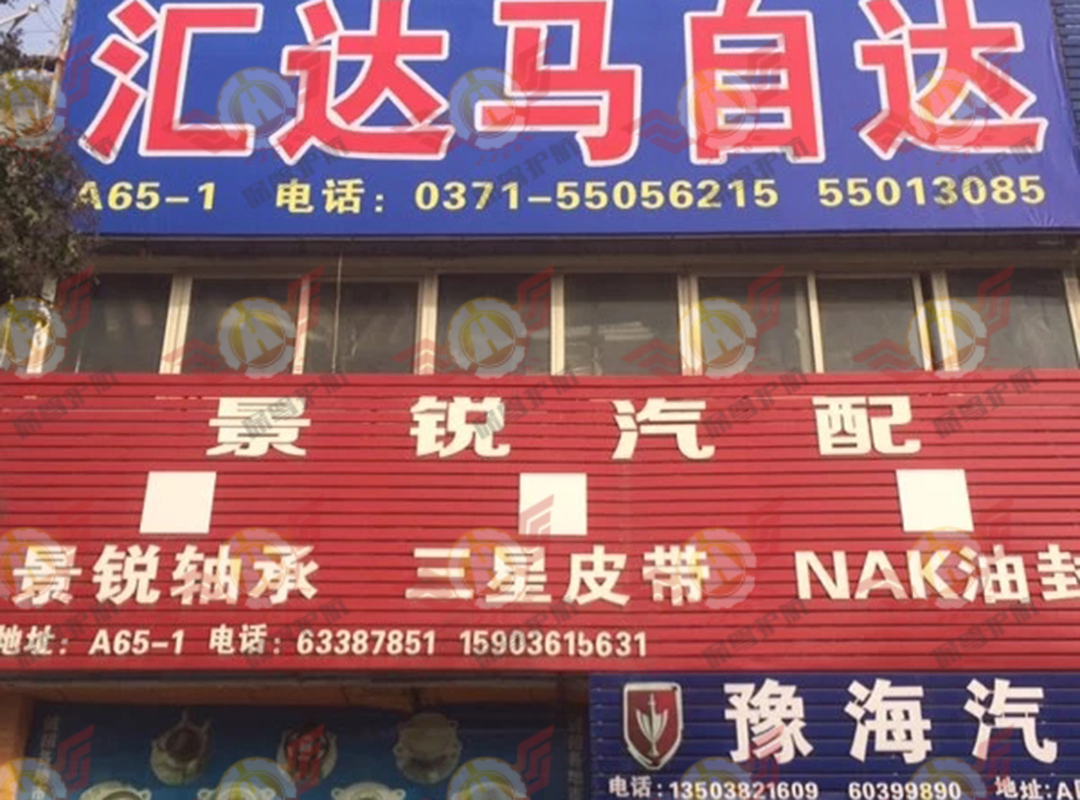 汇达马自达
A65-1 电话：0371-55056215 55013085
景锐汽配
景锐轴承 三星皮带 NAK油封
地址：A65-1 电话：63387851 15903615631
豫海汽
电话：13503821609 60399890 地址：A